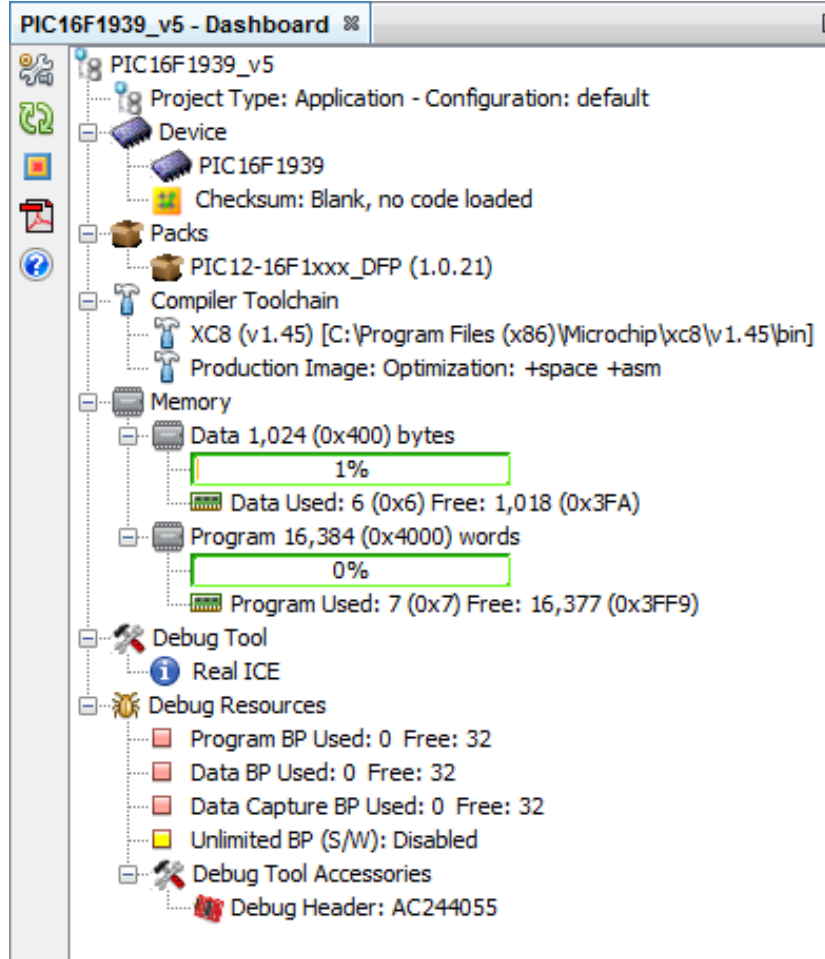 PIC16F1939_v5 - Dashboard
PIC16F1939_v5
Project Type: Application - Configuration: default
Device
PIC16F1939
Checksum: Blank, no code loaded
Packs
PIC12-16F1xxx_DFP (1.0.21)
Compiler Toolchain
XC8 (v1.45) [C:\Program Files (x86)\Microchip\xc8\v1.45\bin]
Production Image: Optimization: +space +asm
Memory
Data 1,024 (0x400) bytes
1%
Data Used: 6 (0x6) Free: 1,018 (0x3FA)
Program 16,384 (0x4000) words
0%
Program Used: 7 (0x7) Free: 16,377 (0x3FF9)
Debug Tool
Real ICE
Debug Resources
Program BP Used: 0 Free: 32
Data BP Used: 0 Free: 32
Data Capture BP Used: 0 Free: 32
Unlimited BP (S/W): Disabled
Debug Tool Accessories
Debug Header: AC244055